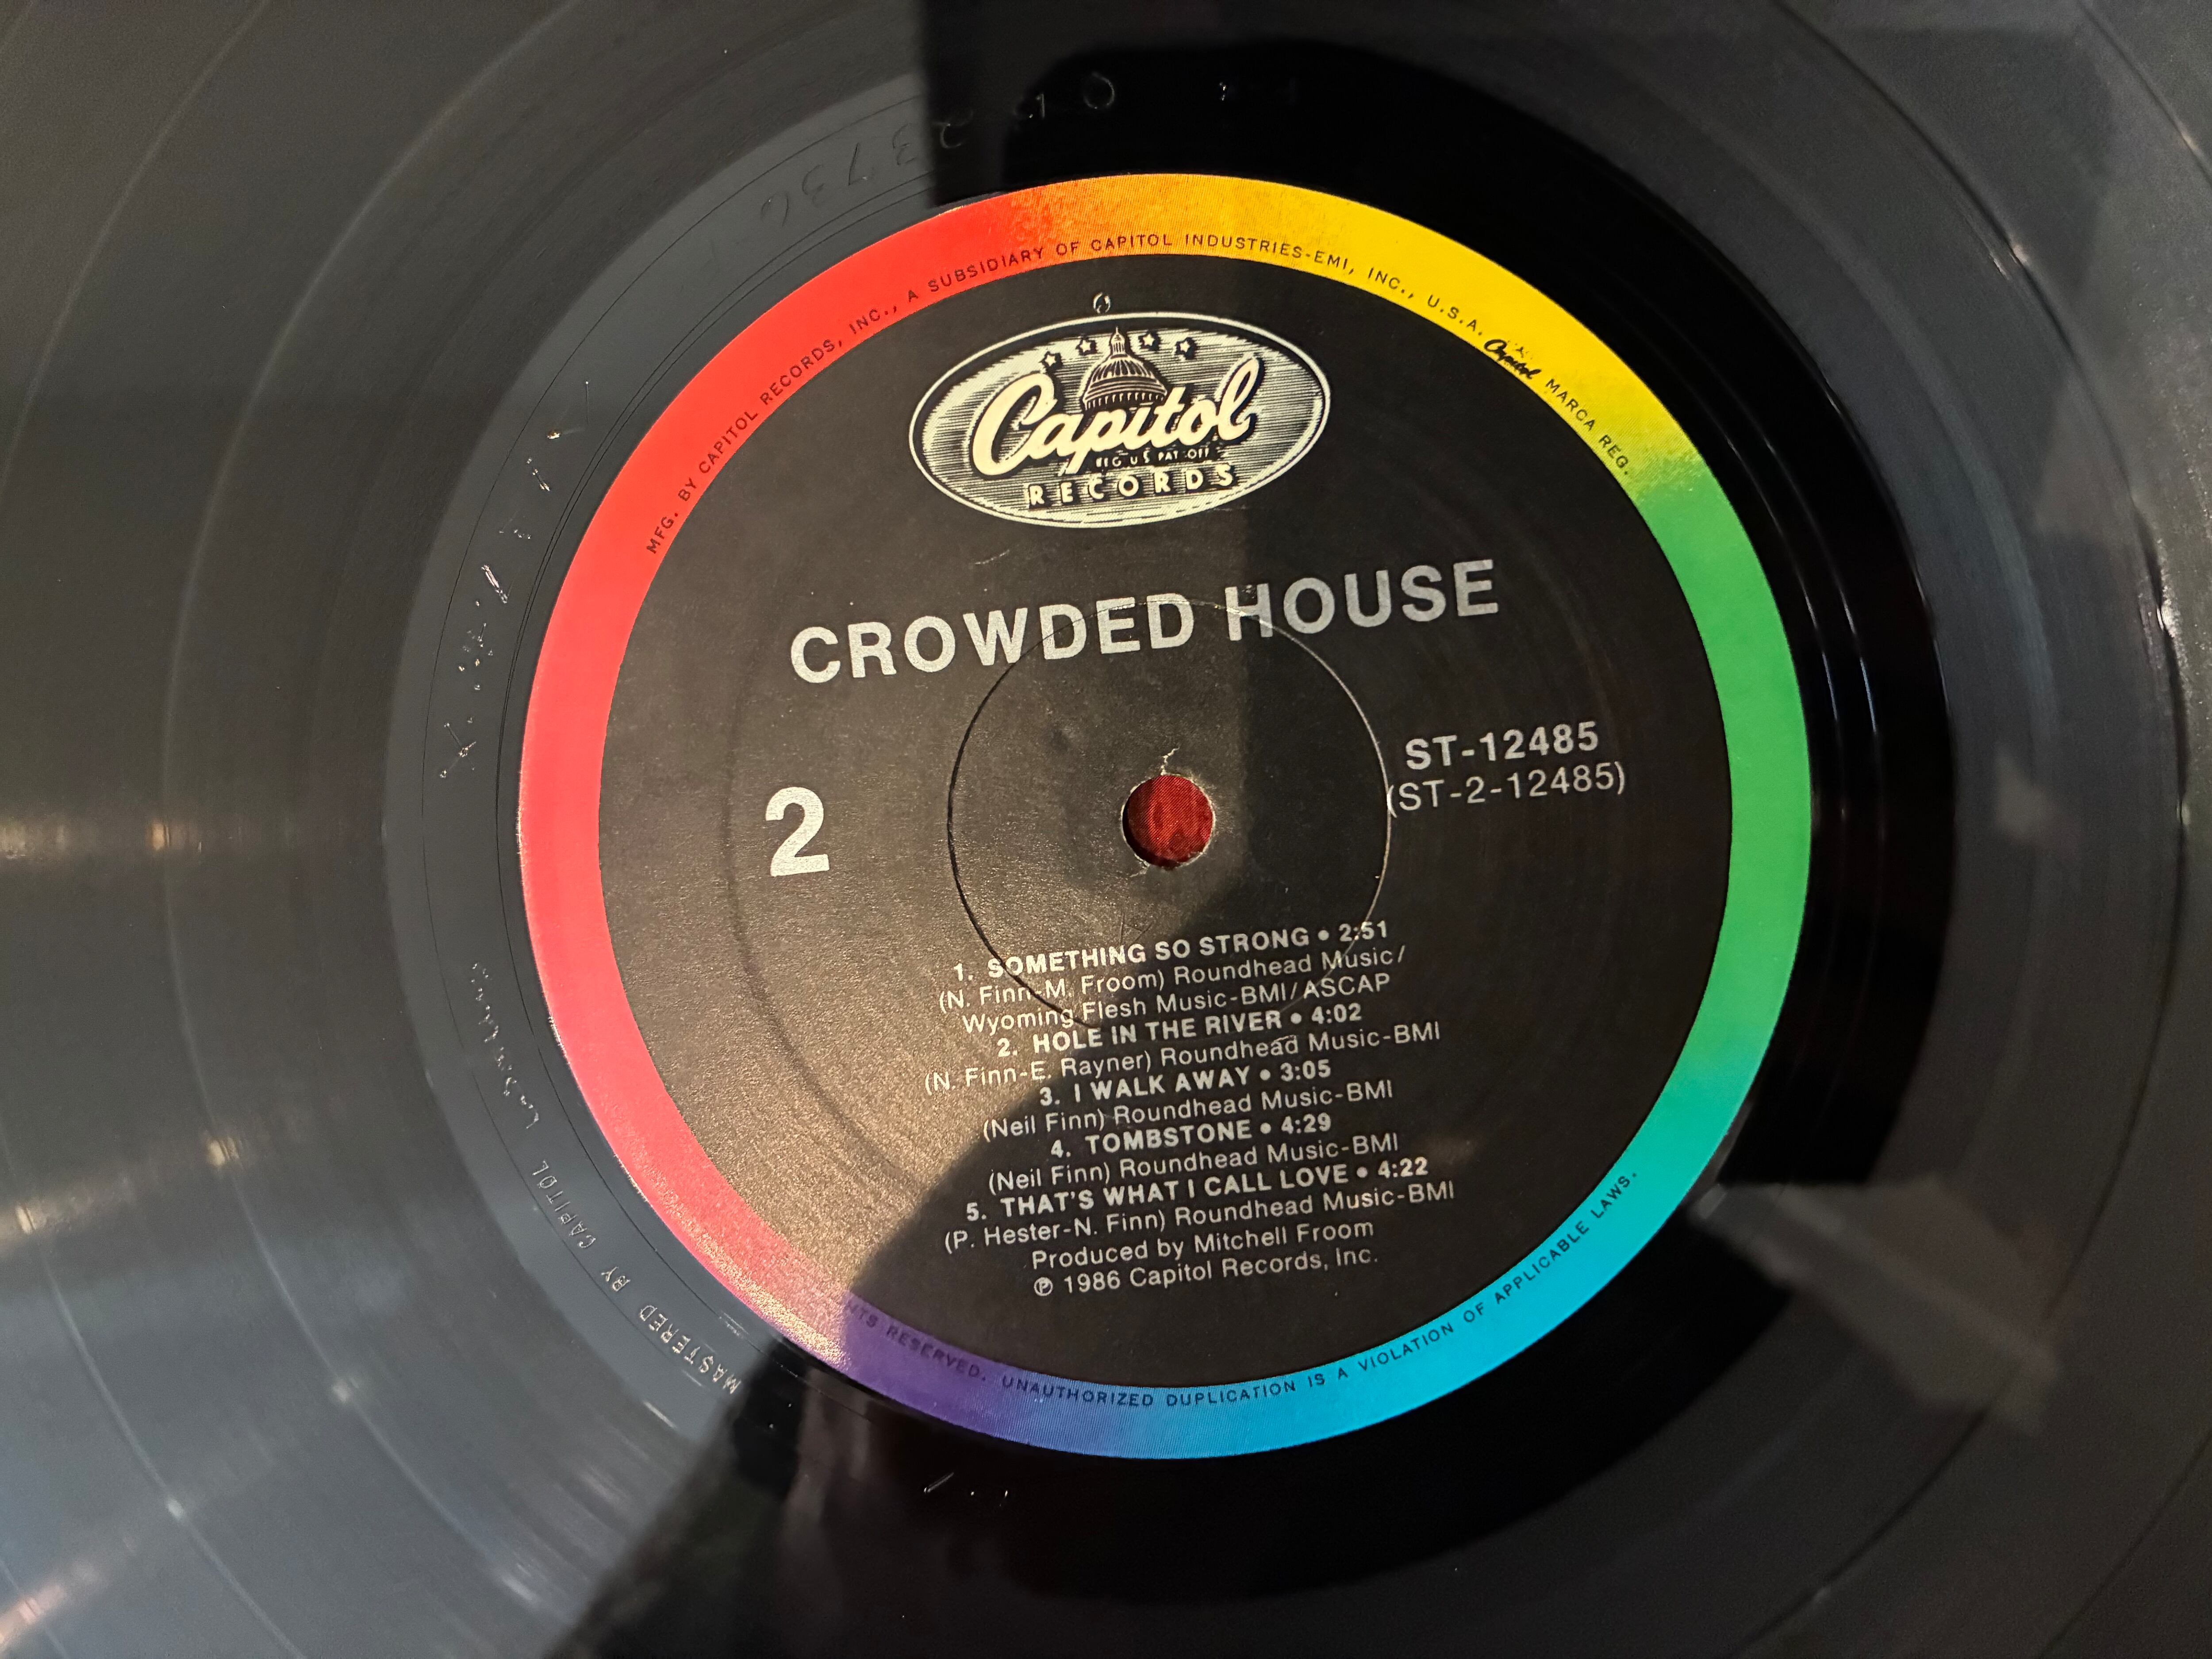 MFG. BY CAPITOL RECORDS, INC., A SUBSIDIARY OF CAPITOL INDUSTRIES-EMI, INC., U.S.A. Capitol MARCA REG.
Capitol
REG. U.S. PAT. OFF.
RECORDS
CROWDED HOUSE
ST-12485
(ST-2-12485)
2
1. SOMETHING SO STRONG • 2:51
(N. Finn-M. Froom) Roundhead Music/
Wyoming Flesh Music-BMI/ASCAP
2. HOLE IN THE RIVER • 4:02
(N. Finn-E. Rayner) Roundhead Music-BMI
3. I WALK AWAY • 3:05
(Neil Finn) Roundhead Music-BMI
4. TOMBSTONE • 4:29
(Neil Finn) Roundhead Music-BMI
5. THAT'S WHAT I CALL LOVE • 4:22
(P. Hester-N. Finn) Roundhead Music-BMI
Produced by Mitchell Froom
℗ 1986 Capitol Records, Inc.
RESERVED. UNAUTHORIZED DUPLICATION IS A VIOLATION OF APPLICABLE LAWS.
MASTERED BY CAPITOL